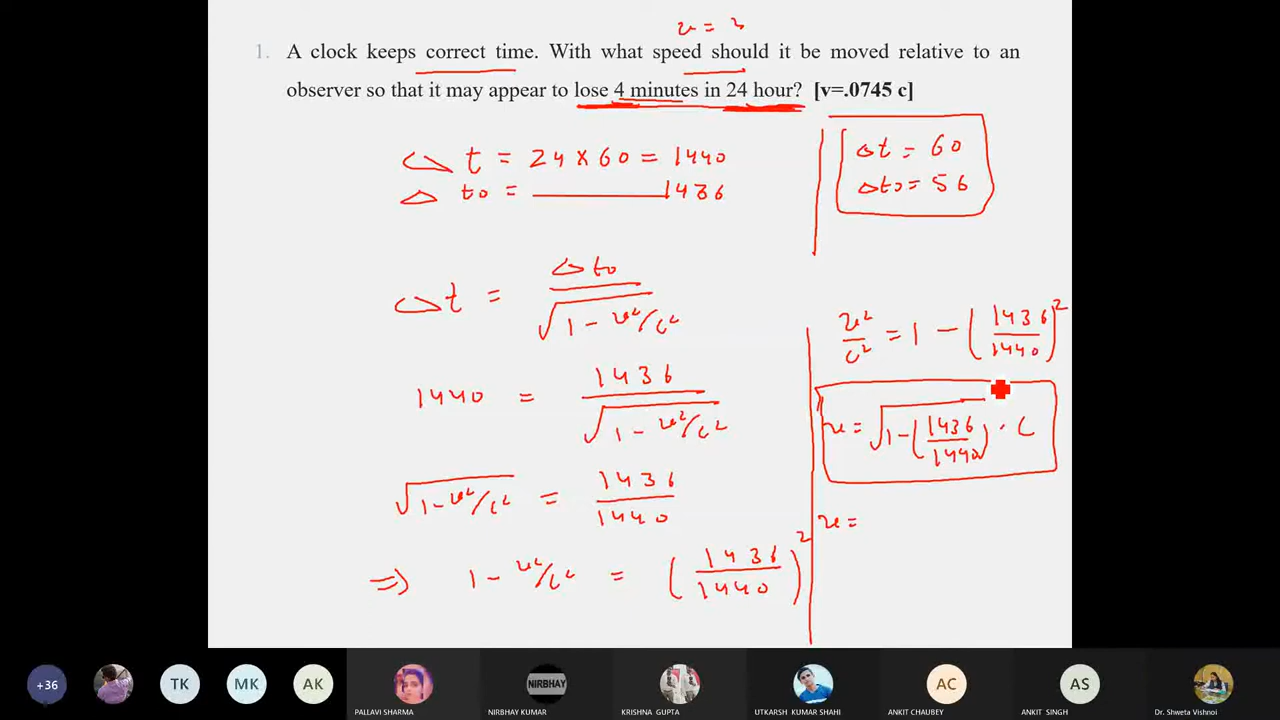 v = ?
1. A clock keeps correct time. With what speed should it be moved relative to an
observer so that it may appear to lose 4 minutes in 24 hour? [v=.0745 c]
Δt = 24 × 60 = 1440
Δt0 = 1436
Δt = 60
Δt0 = 56
Δt = Δt0 / √(1 - v²/c²)
1440 = 1436 / √(1 - v²/c²)
√(1 - v²/c²) = 1436/1440
⇒ 1 - v²/c² = (1436/1440)²
v²/c² = 1 - (1436/1440)²
v = √1 - (1436/1440) · c
v =
+36
TK
MK
AK
PALLAVI SHARMA
NIRBHAY
NIRBHAY KUMAR
KRISHNA GUPTA
UTKARSH KUMAR SHAHI
AC
ANKIT CHAUBEY
AS
ANKIT SINGH
Dr. Shweta Vishnoi